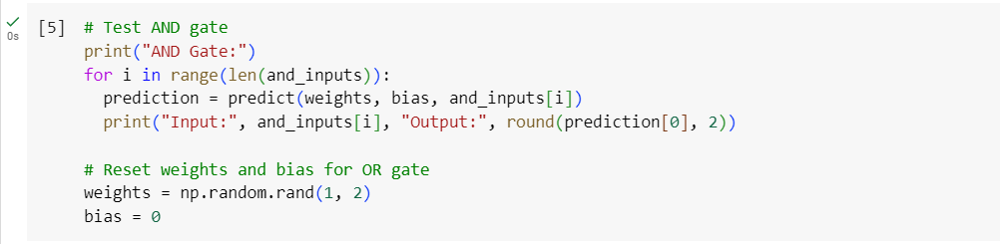 [5] # Test AND gate
0s
print("AND Gate:")
for i in range(len(and_inputs)):
  prediction = predict(weights, bias, and_inputs[i])
  print("Input:", and_inputs[i], "Output:", round(prediction[0], 2))

# Reset weights and bias for OR gate
weights = np.random.rand(1, 2)
bias = 0